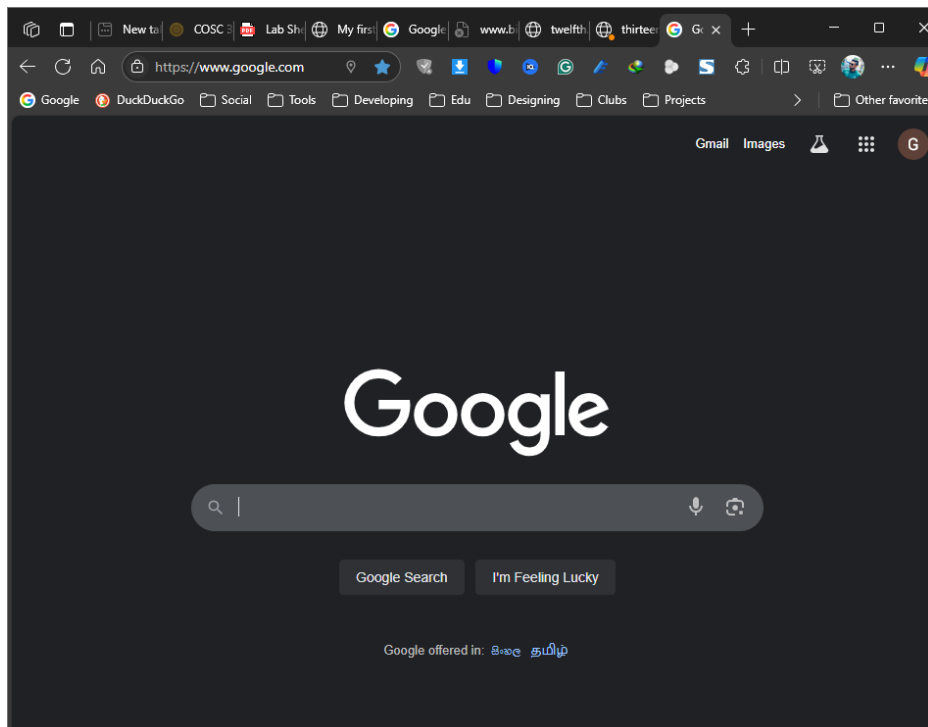 New ta COSC 3 Lab She My first Google www.b twelfth. thirteen G
https://www.google.com
Google DuckDuckGo Social Tools Developing Edu Designing Clubs Projects Other favorite
Gmail Images G
Google
Google Search I'm Feeling Lucky
Google offered in: සිංහල தமிழ்